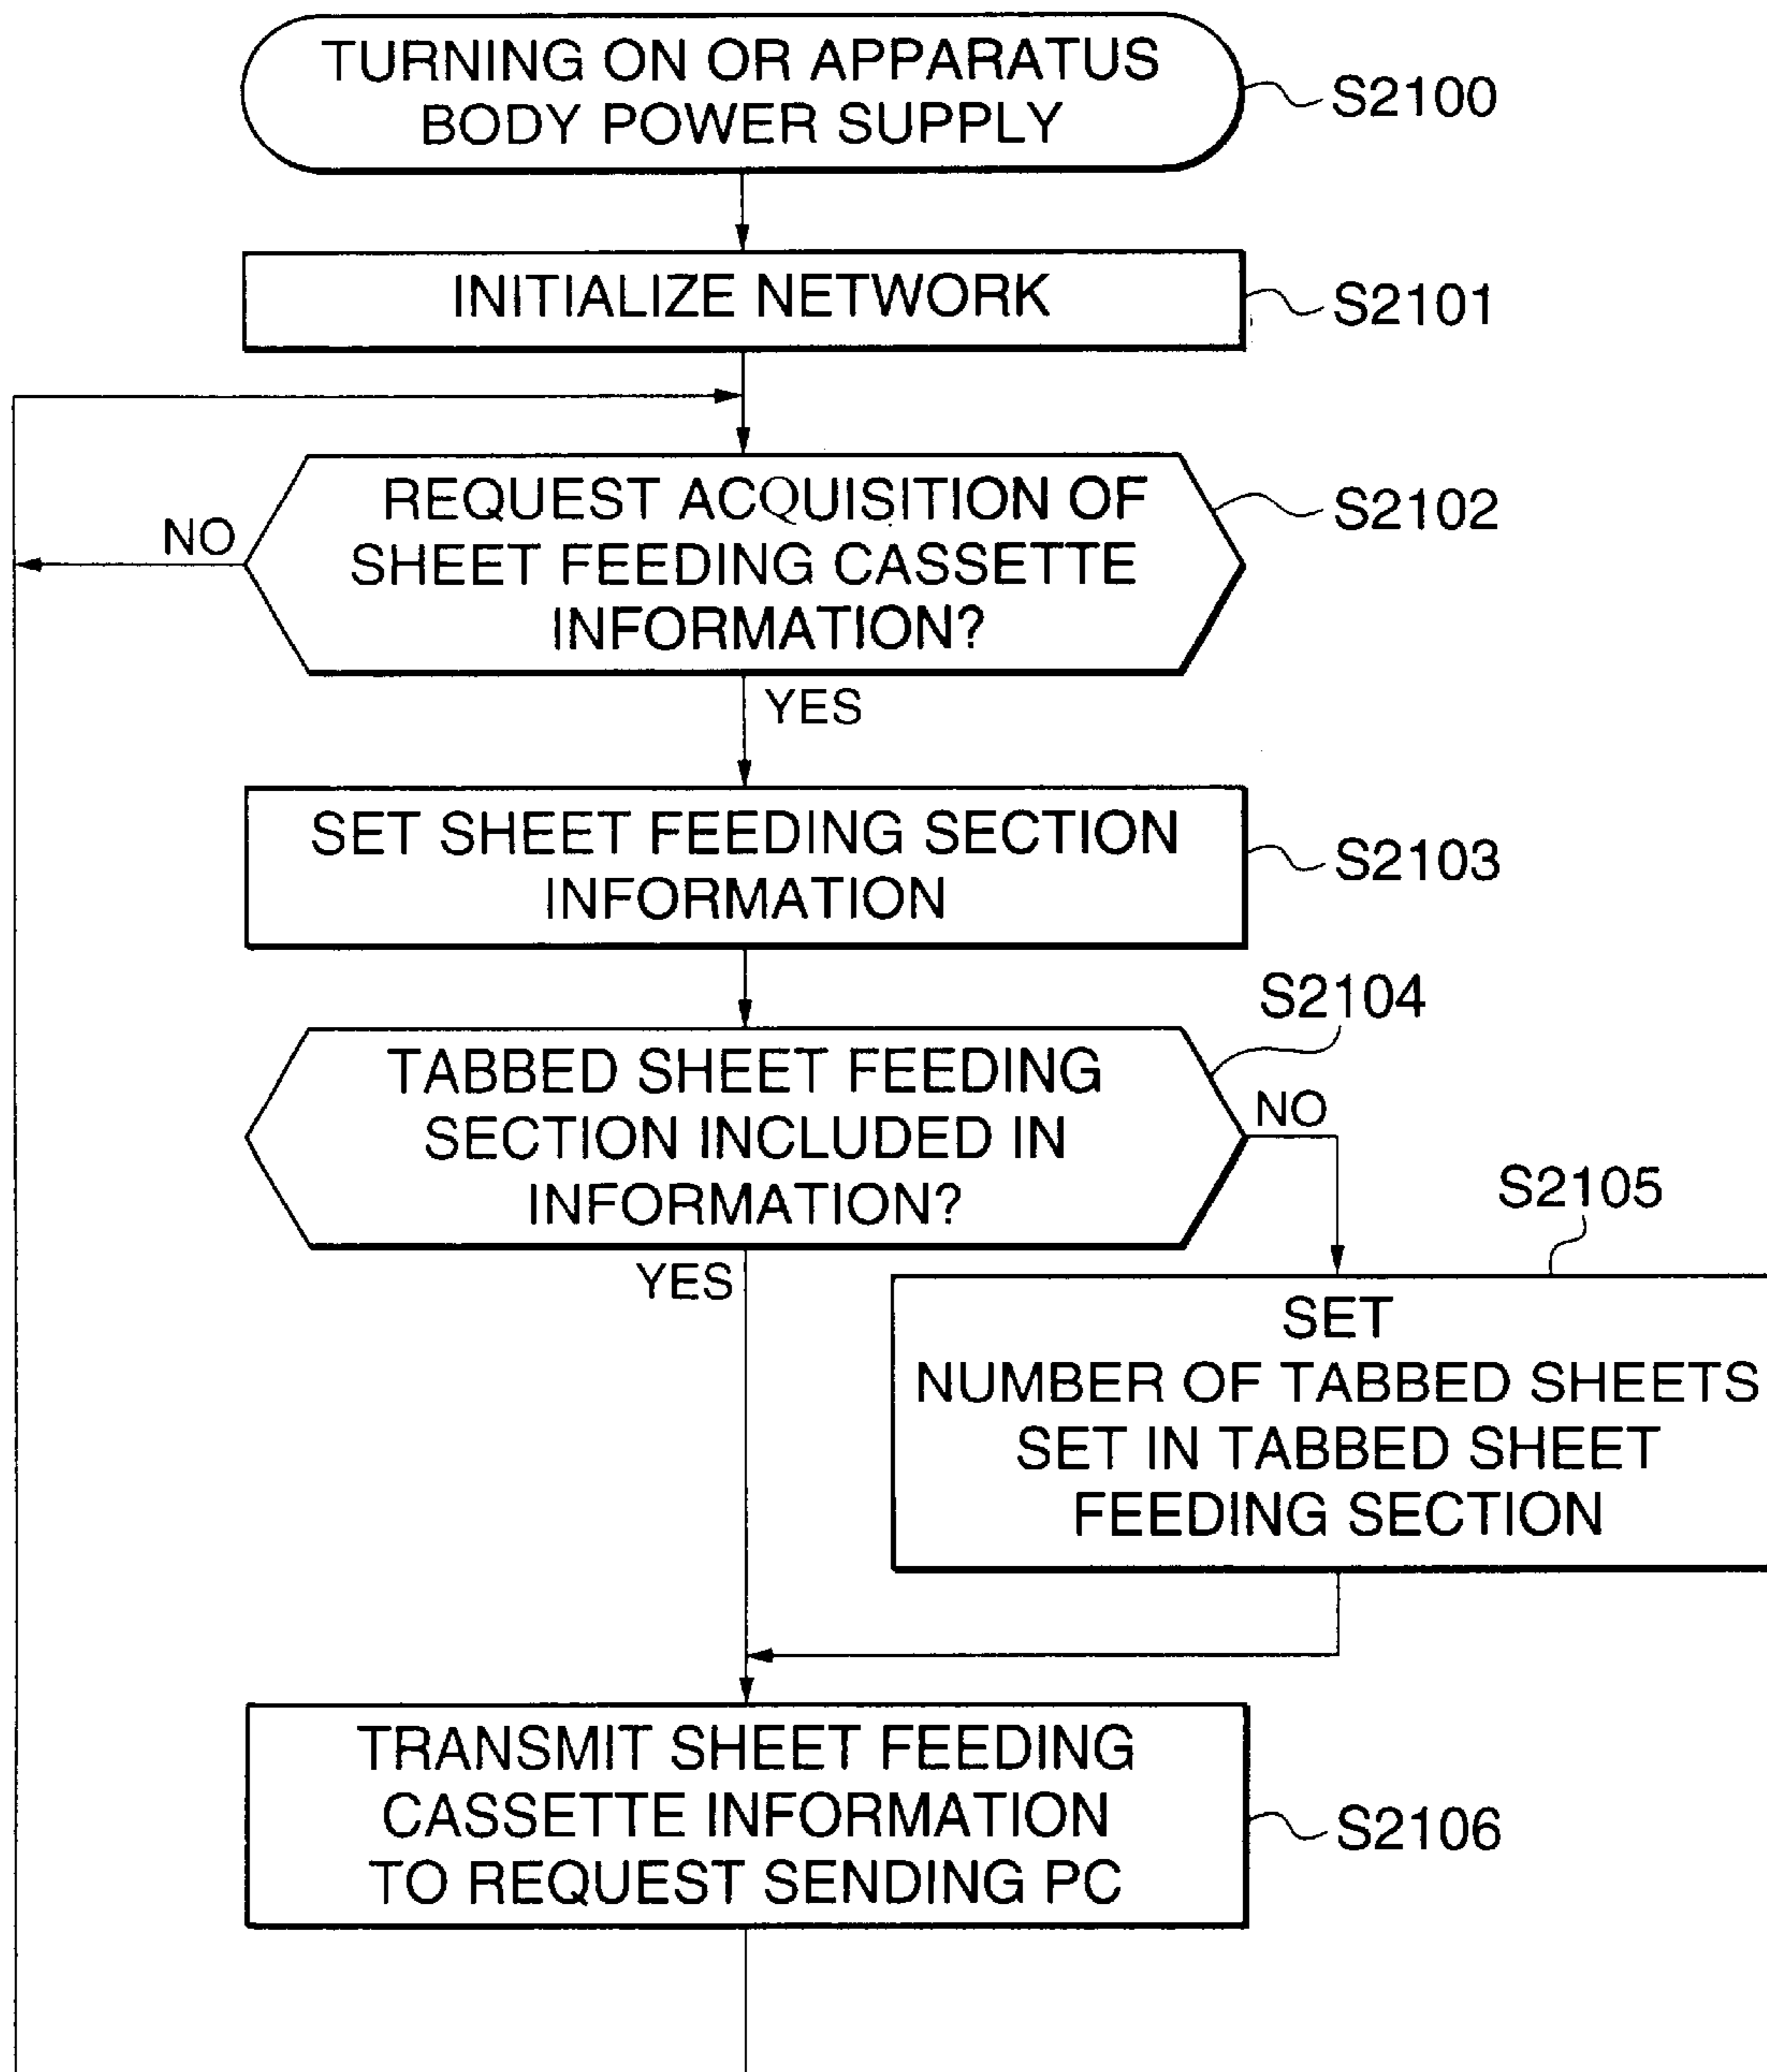 TURNING ON OR APPARATUS
BODY POWER SUPPLY
S2100
INITIALIZE NETWORK
S2101
REQUEST ACQUISITION OF
SHEET FEEDING CASSETTE
INFORMATION?
S2102
NO
YES
SET SHEET FEEDING SECTION
INFORMATION
S2103
S2104
TABBED SHEET FEEDING
SECTION INCLUDED IN
INFORMATION?
NO
YES
S2105
SET
NUMBER OF TABBED SHEETS
SET IN TABBED SHEET
FEEDING SECTION
TRANSMIT SHEET FEEDING
CASSETTE INFORMATION
TO REQUEST SENDING PC
S2106